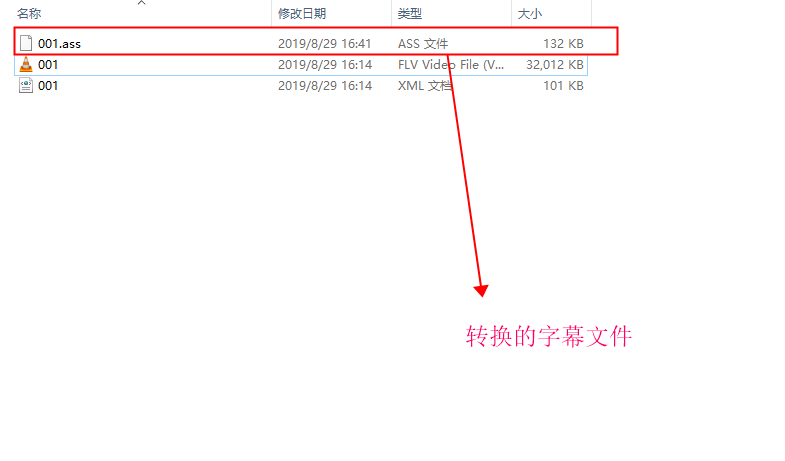 名称 修改日期 类型 大小
001.ass 2019/8/29 16:41 ASS 文件 132 KB
001 2019/8/29 16:14 FLV Video File (V... 32,012 KB
001 2019/8/29 16:14 XML 文档 101 KB
转换的字幕文件